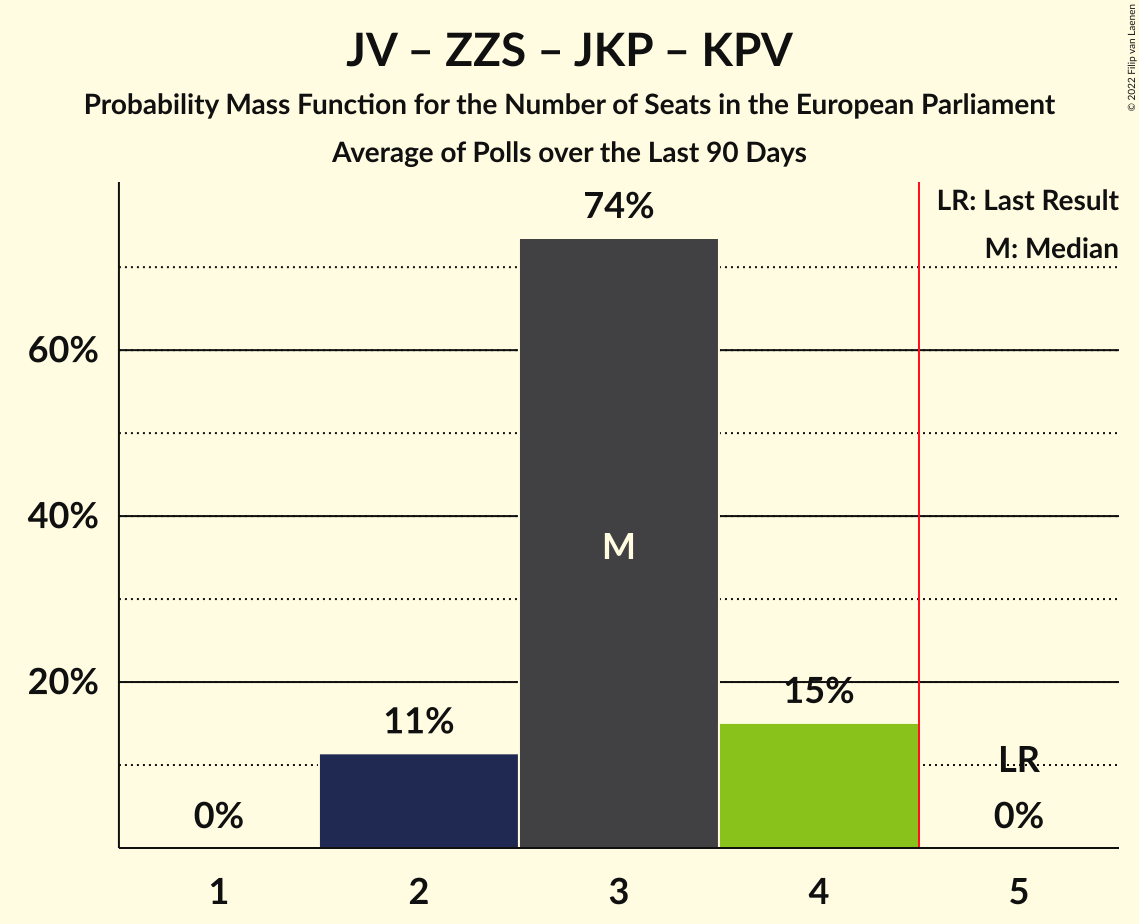 JV – ZZS – JKP – KPV
Probability Mass Function for the Number of Seats in the European Parliament
Average of Polls over the Last 90 Days
© 2022 Filip van Laenen
LR: Last Result
M: Median
74%
60%
40%
M
20%
15%
11%
LR
0%
0%
1
2
3
4
5